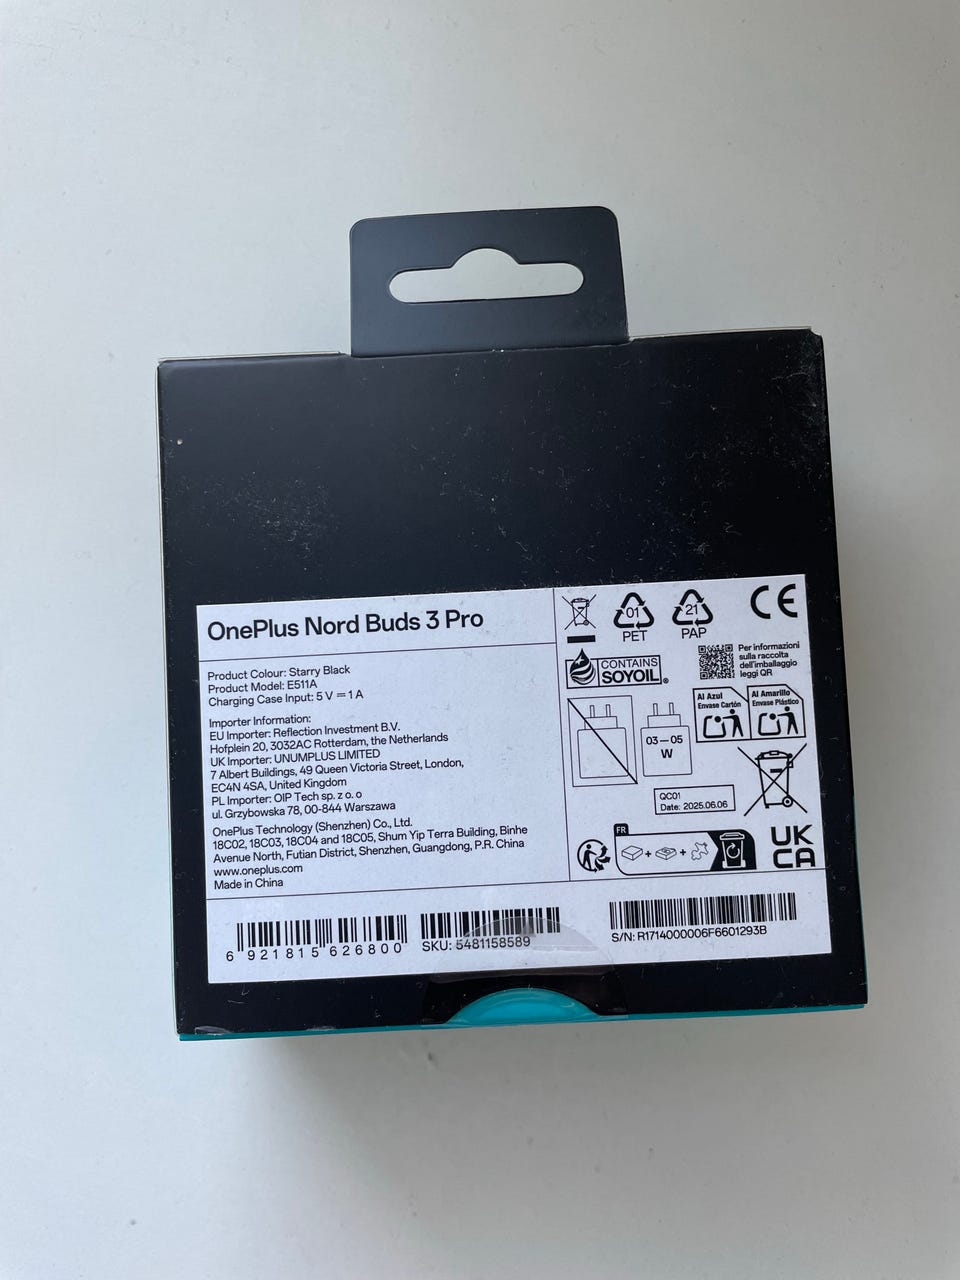 OnePlus Nord Buds 3 Pro
Product Colour: Starry Black
Product Model: E511A
Charging Case Input: 5 V ⎓ 1 A
Importer Information:
EU Importer: Reflection Investment B.V.
Hofplein 20, 3032AC Rotterdam, the Netherlands
UK Importer: UNUMPLUS LIMITED
7 Albert Buildings, 49 Queen Victoria Street, London,
EC4N 4SA, United Kingdom
PL Importer: OIP Tech sp. z o. o
ul. Grzybowska 78, 00-844 Warszawa
OnePlus Technology (Shenzhen) Co., Ltd.
18C02, 18C03, 18C04 and 18C05, Shum Yip Terra Building, Binhe
Avenue North, Futian District, Shenzhen, Guangdong, P.R. China
www.oneplus.com
Made in China
01
PET
21
PAP
CE
CONTAINS
SOYOIL®
Per informazioni
sulla raccolta
dell'imballaggio
leggi QR
Al Azul
Envase Cartón
Al Amarillo
Envase Plástico
03 – 05
W
QC01
Date: 2025.06.06
FR
+ +
UK
CA
6 921815 626800
SKU: 5481158589
S/N: R1714000006F6601293B